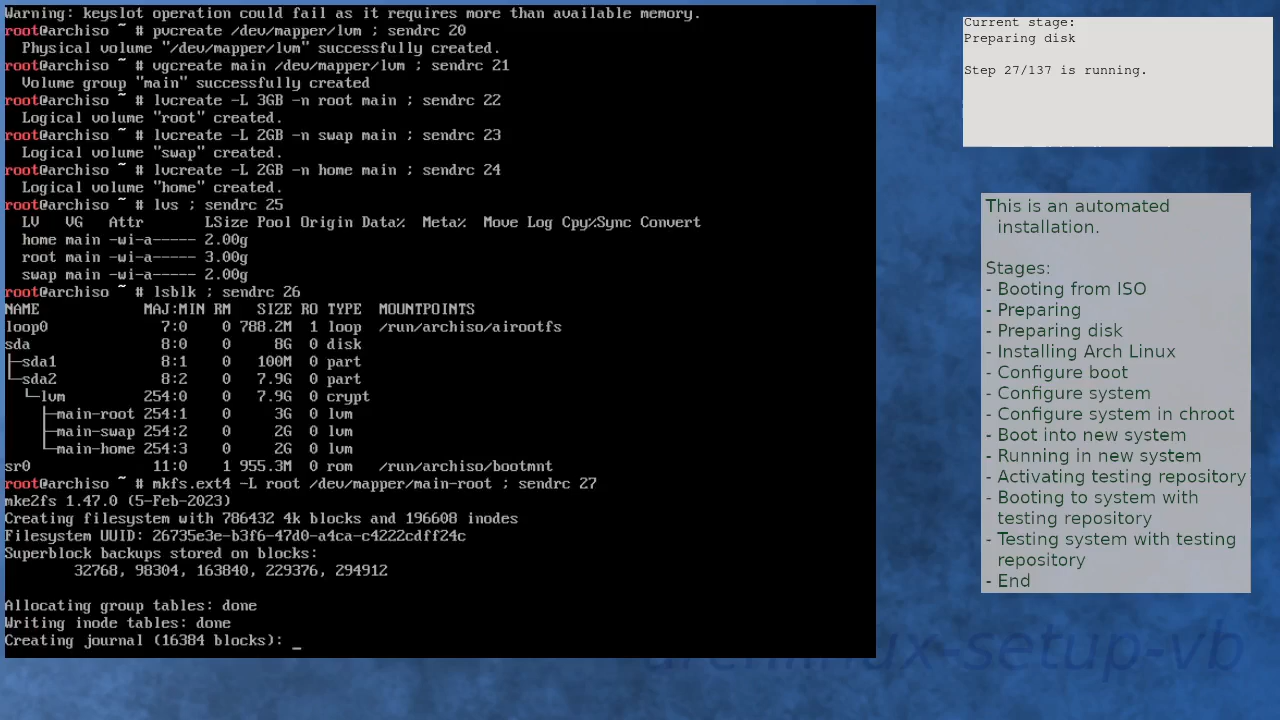 Warning: keyslot operation could fail as it requires more than available memory.
root@archiso ~ # pvcreate /dev/mapper/lvm ; sendrc 20
  Physical volume "/dev/mapper/lvm" successfully created.
root@archiso ~ # vgcreate main /dev/mapper/lvm ; sendrc 21
  Volume group "main" successfully created
root@archiso ~ # lvcreate -L 3GB -n root main ; sendrc 22
  Logical volume "root" created.
root@archiso ~ # lvcreate -L 2GB -n swap main ; sendrc 23
  Logical volume "swap" created.
root@archiso ~ # lvcreate -L 2GB -n home main ; sendrc 24
  Logical volume "home" created.
root@archiso ~ # lvs ; sendrc 25
  LV   VG   Attr       LSize Pool Origin Data%  Meta%  Move Log Cpy%Sync Convert
  home main -wi-a----- 2.00g
  root main -wi-a----- 3.00g
  swap main -wi-a----- 2.00g
root@archiso ~ # lsblk ; sendrc 26
NAME            MAJ:MIN RM   SIZE RO TYPE  MOUNTPOINTS
loop0             7:0    0 788.2M  1 loop  /run/archiso/airootfs
sda               8:0    0     8G  0 disk
├─sda1            8:1    0   100M  0 part
└─sda2            8:2    0   7.9G  0 part
  └─lvm         254:0    0   7.9G  0 crypt
    ├─main-root 254:1    0     3G  0 lvm
    ├─main-swap 254:2    0     2G  0 lvm
    └─main-home 254:3    0     2G  0 lvm
sr0              11:0    1 955.3M  0 rom   /run/archiso/bootmnt
root@archiso ~ # mkfs.ext4 -L root /dev/mapper/main-root ; sendrc 27
mke2fs 1.47.0 (5-Feb-2023)
Creating filesystem with 786432 4k blocks and 196608 inodes
Filesystem UUID: 26735e3e-b3f6-47d0-a4ca-c4222cdff24c
Superblock backups stored on blocks:
        32768, 98304, 163840, 229376, 294912

Allocating group tables: done
Writing inode tables: done
Creating journal (16384 blocks): _
Current stage:
Preparing disk
Step 27/137 is running.
This is an automated
installation.
Stages:
- Booting from ISO
- Preparing
- Preparing disk
- Installing Arch Linux
- Configure boot
- Configure system
- Configure system in chroot
- Boot into new system
- Running in new system
- Activating testing repository
- Booting to system with
testing repository
- Testing system with testing
repository
- End
archlinux-setup-vb